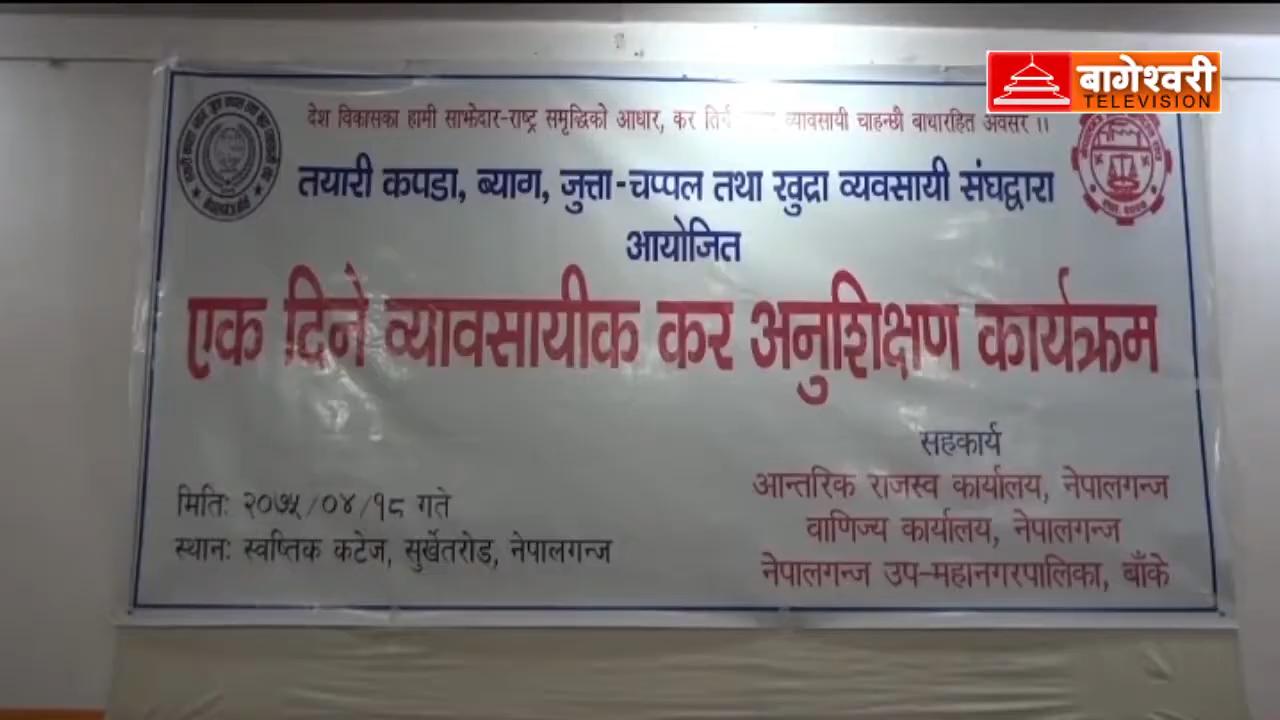 बागेश्वरी
TELEVISION
देश विकासका हामी साझेदार-राष्ट्र समृद्धिको आधार, कर व्यावसायी चाहन्छौ बाधारहित अवसर ।।
तयारी कपडा, ब्याग, जुत्ता-चप्पल तथा खुद्रा व्यवसायी संघद्वारा
आयोजित
एक दिने व्यावसायीक कर अनुशिक्षण कार्यक्रम
सहकार्य
आन्तरिक राजस्व कार्यालय, नेपालगन्ज
वाणिज्य कार्यालय, नेपालगन्ज
नेपालगन्ज उप-महानगरपालिका, बाँके
मितिः २०७५/०४/१८ गते
स्थानः स्वष्तिक कटेज, सुर्खेतरोड, नेपालगन्ज